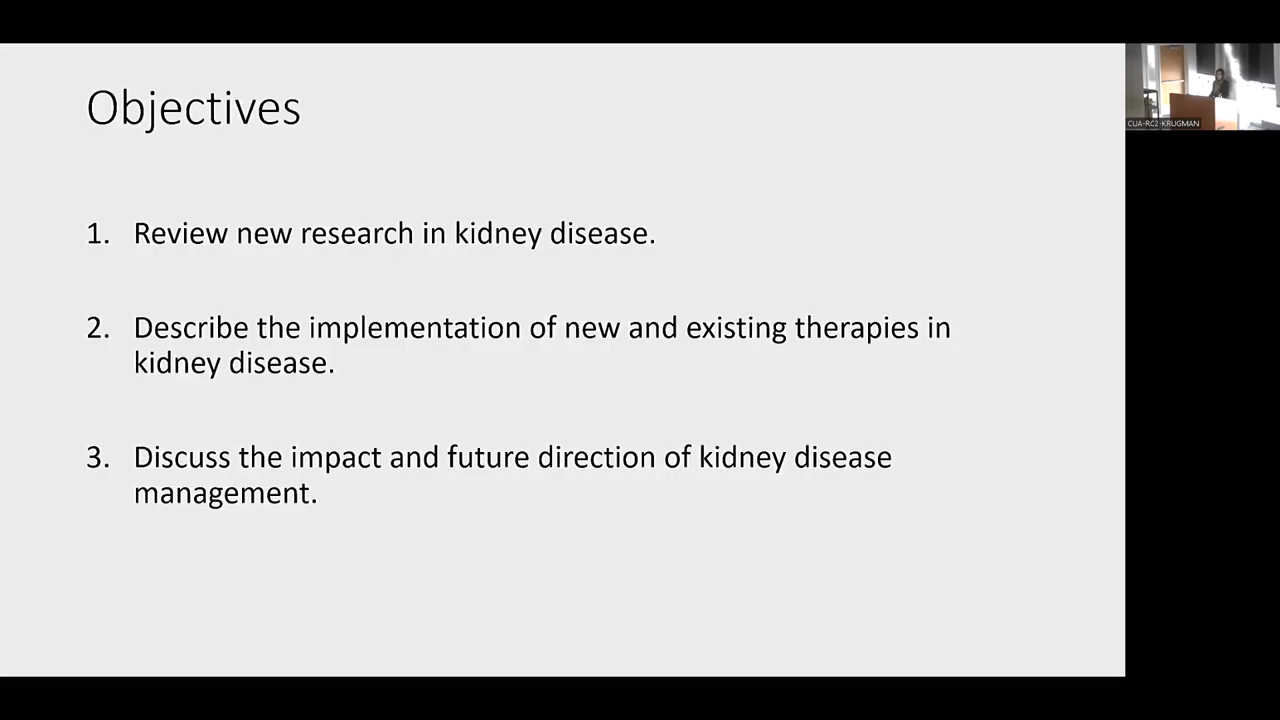 Objectives
1. Review new research in kidney disease.
2. Describe the implementation of new and existing therapies in
kidney disease.
3. Discuss the impact and future direction of kidney disease
management.
CUA-RC2-KRUGMAN